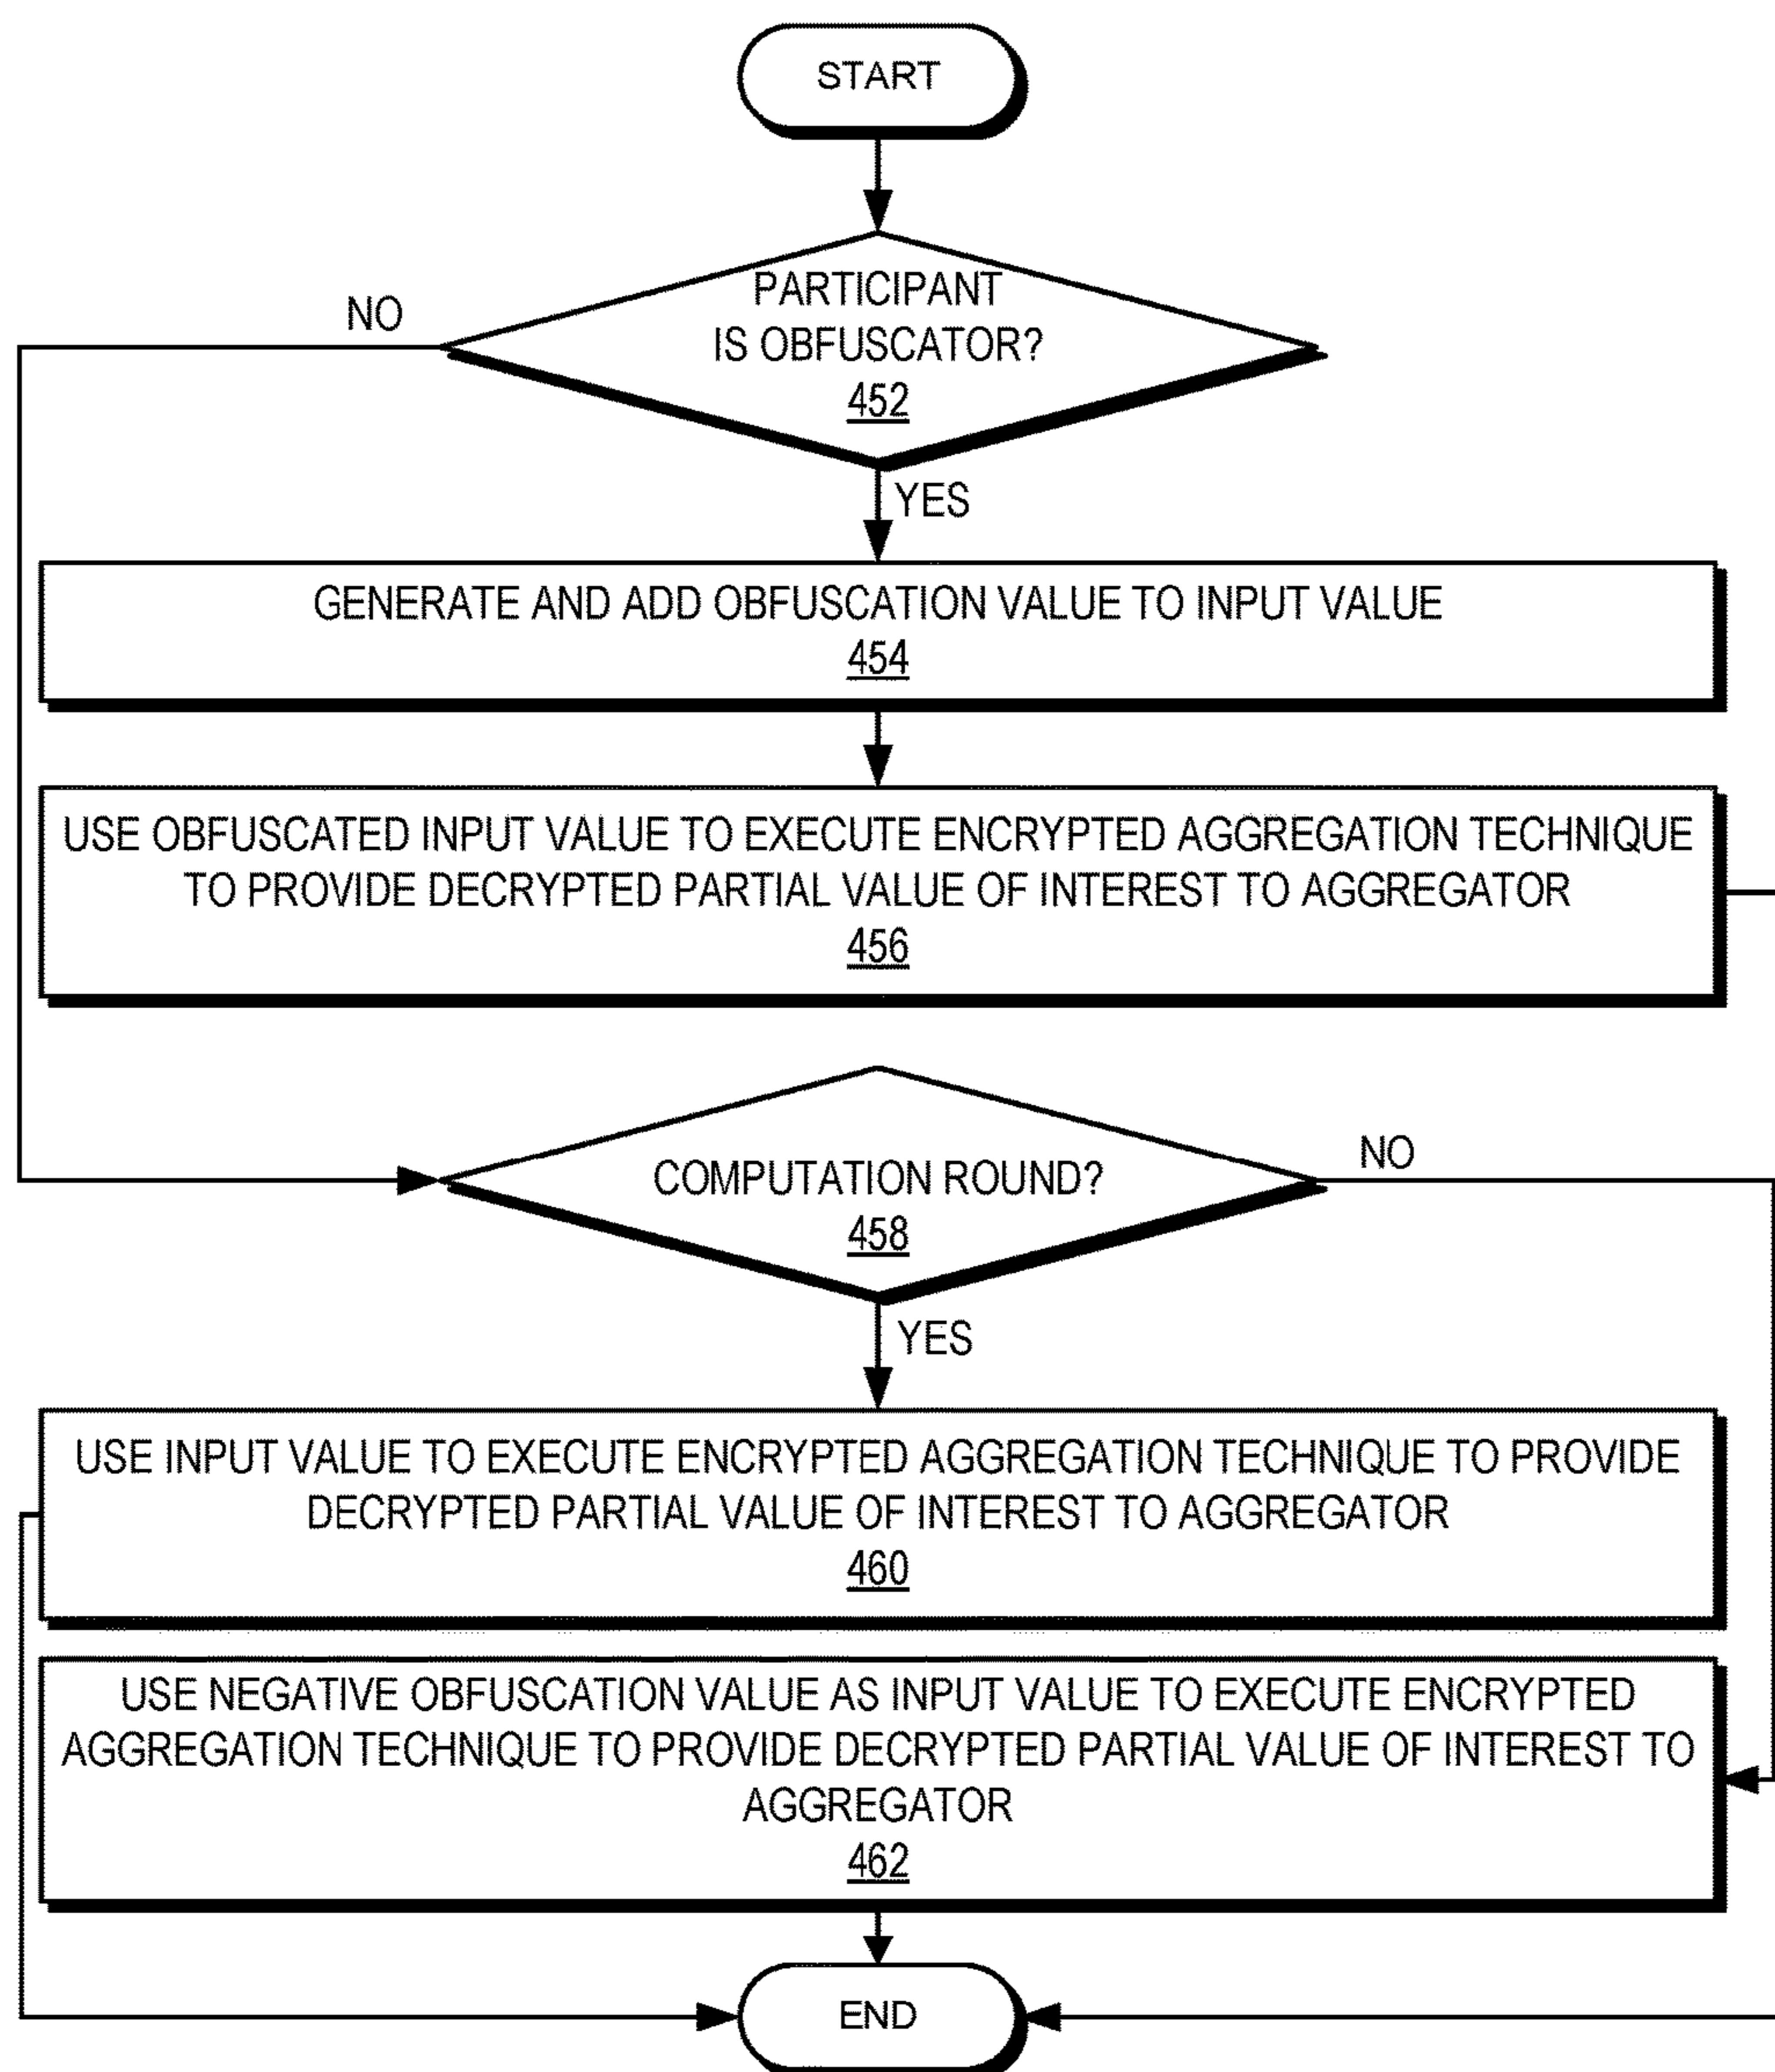 START
PARTICIPANT
IS OBFUSCATOR?
452
NO
YES
GENERATE AND ADD OBFUSCATION VALUE TO INPUT VALUE
454
USE OBFUSCATED INPUT VALUE TO EXECUTE ENCRYPTED AGGREGATION TECHNIQUE
TO PROVIDE DECRYPTED PARTIAL VALUE OF INTEREST TO AGGREGATOR
456
COMPUTATION ROUND?
458
NO
YES
USE INPUT VALUE TO EXECUTE ENCRYPTED AGGREGATION TECHNIQUE TO PROVIDE
DECRYPTED PARTIAL VALUE OF INTEREST TO AGGREGATOR
460
USE NEGATIVE OBFUSCATION VALUE AS INPUT VALUE TO EXECUTE ENCRYPTED
AGGREGATION TECHNIQUE TO PROVIDE DECRYPTED PARTIAL VALUE OF INTEREST TO
AGGREGATOR
462
END